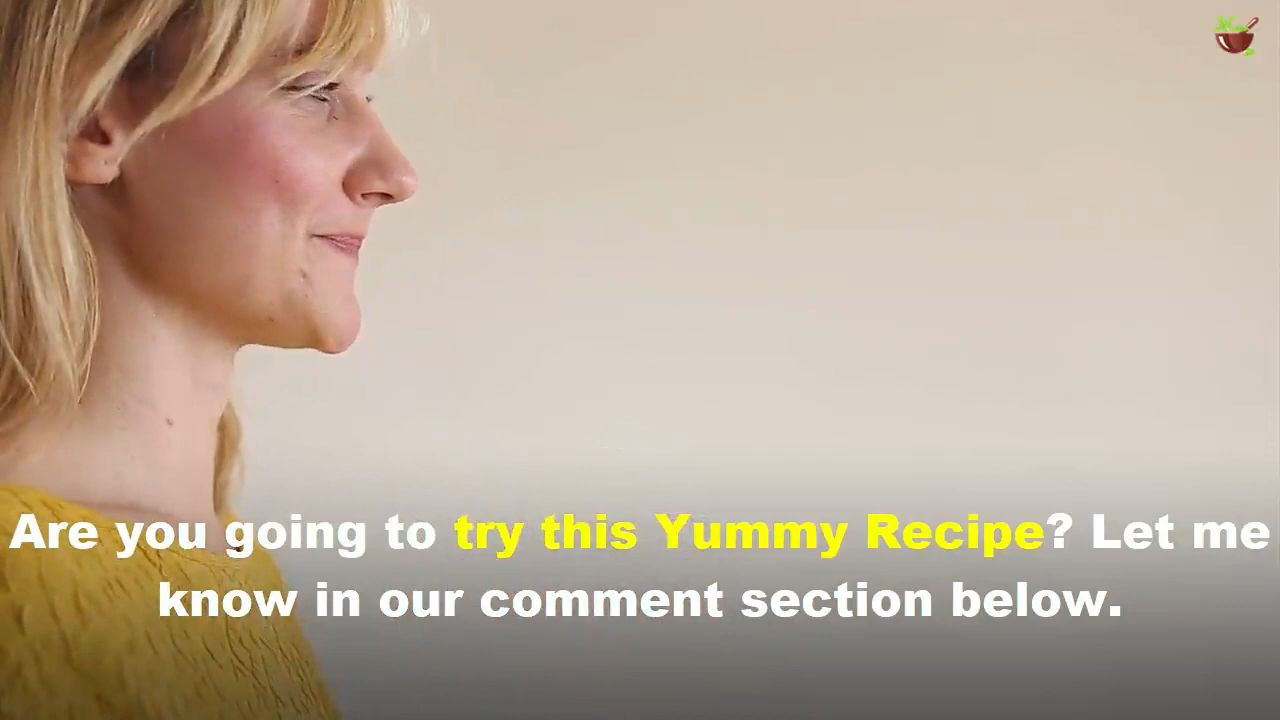 Are you going to try this Yummy Recipe? Let me
know in our comment section below.